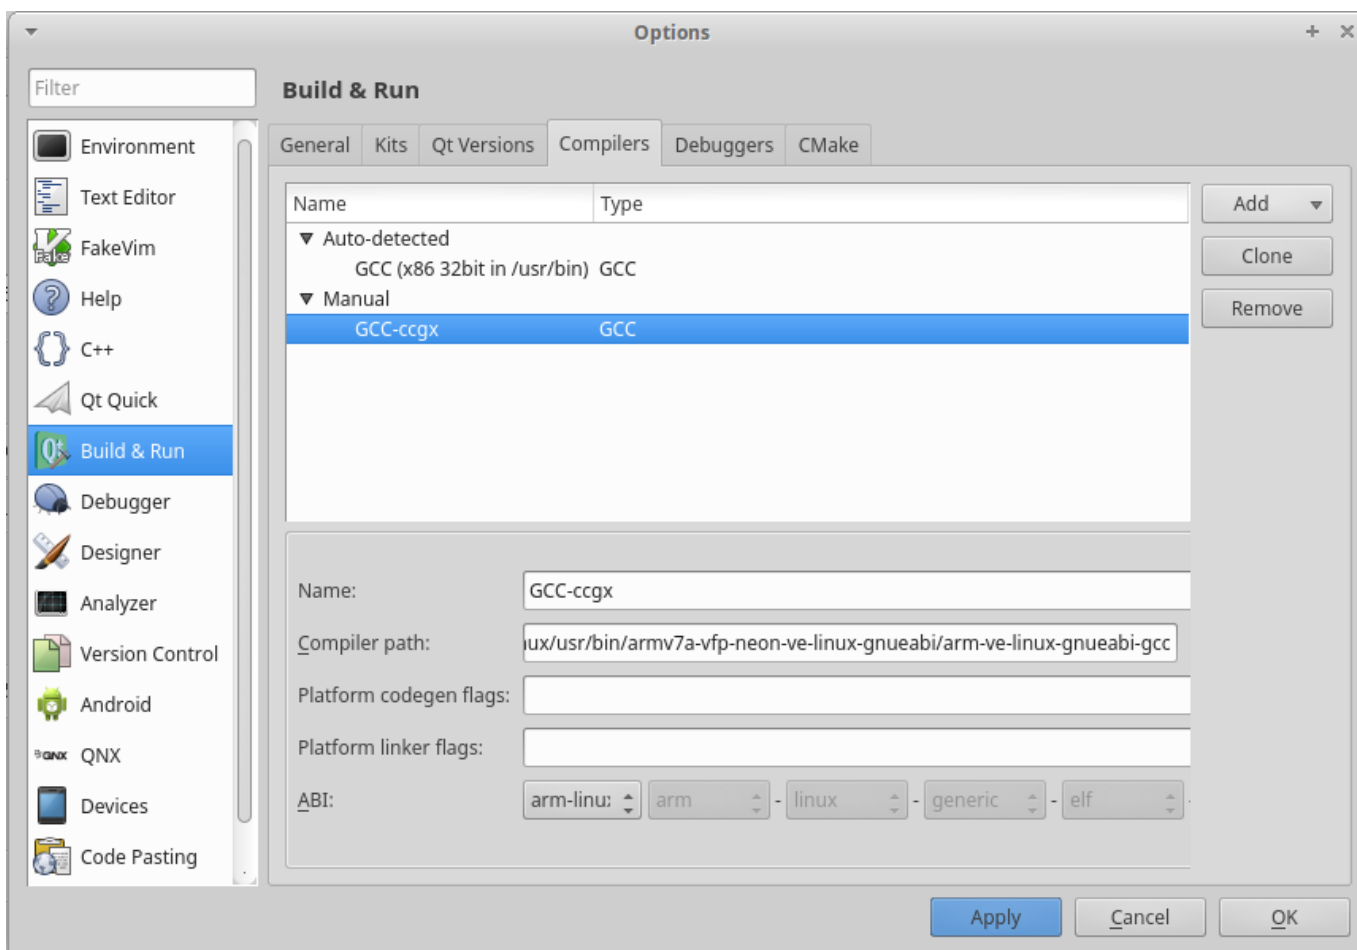 Options
Filter
Build & Run
Environment
Text Editor
FakeVim
Help
C++
Qt Quick
Build & Run
Debugger
Designer
Analyzer
Version Control
Android
QNX
Devices
Code Pasting
General Kits Qt Versions Compilers Debuggers CMake
Name Type
Auto-detected
GCC (x86 32bit in /usr/bin) GCC
Manual
GCC-ccgx GCC
Add
Clone
Remove
Name: GCC-ccgx
Compiler path: ux/usr/bin/armv7a-vfp-neon-ve-linux-gnueabi/arm-ve-linux-gnueabi-gcc
Platform codegen flags:
Platform linker flags:
ABI: arm-linu arm - linux - generic - elf -
Apply Cancel OK